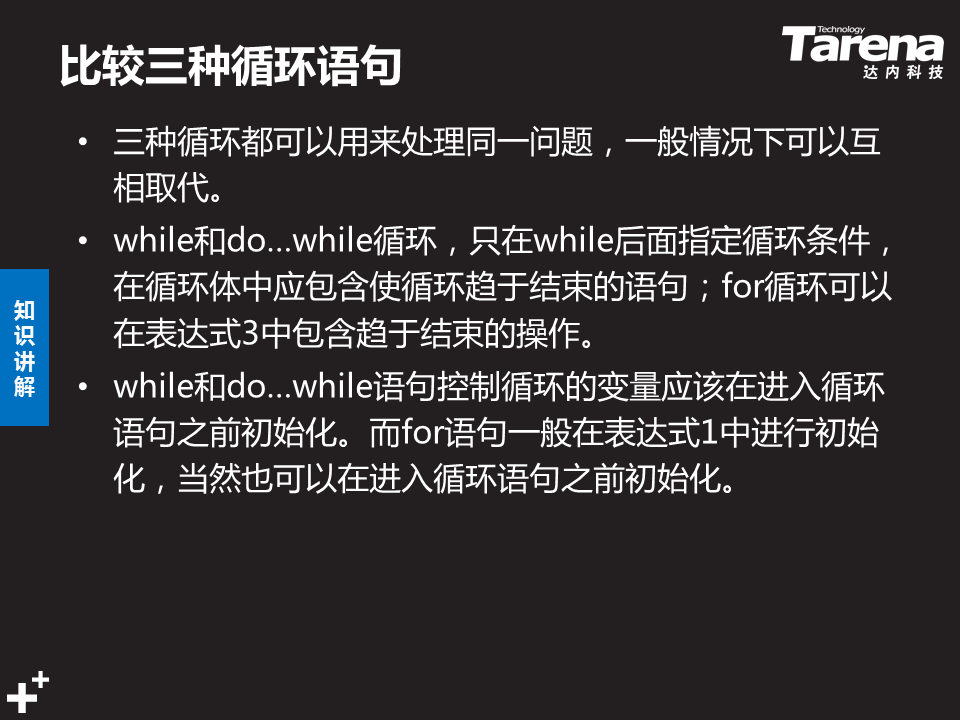 比较三种循环语句
Technology
Tarena
达内科技
• 三种循环都可以用来处理同一问题，一般情况下可以互
相取代。
• while和do…while循环，只在while后面指定循环条件，
在循环体中应包含使循环趋于结束的语句；for循环可以
在表达式3中包含趋于结束的操作。
• while和do…while语句控制循环的变量应该在进入循环
语句之前初始化。而for语句一般在表达式1中进行初始
化，当然也可以在进入循环语句之前初始化。
知
识
讲
解